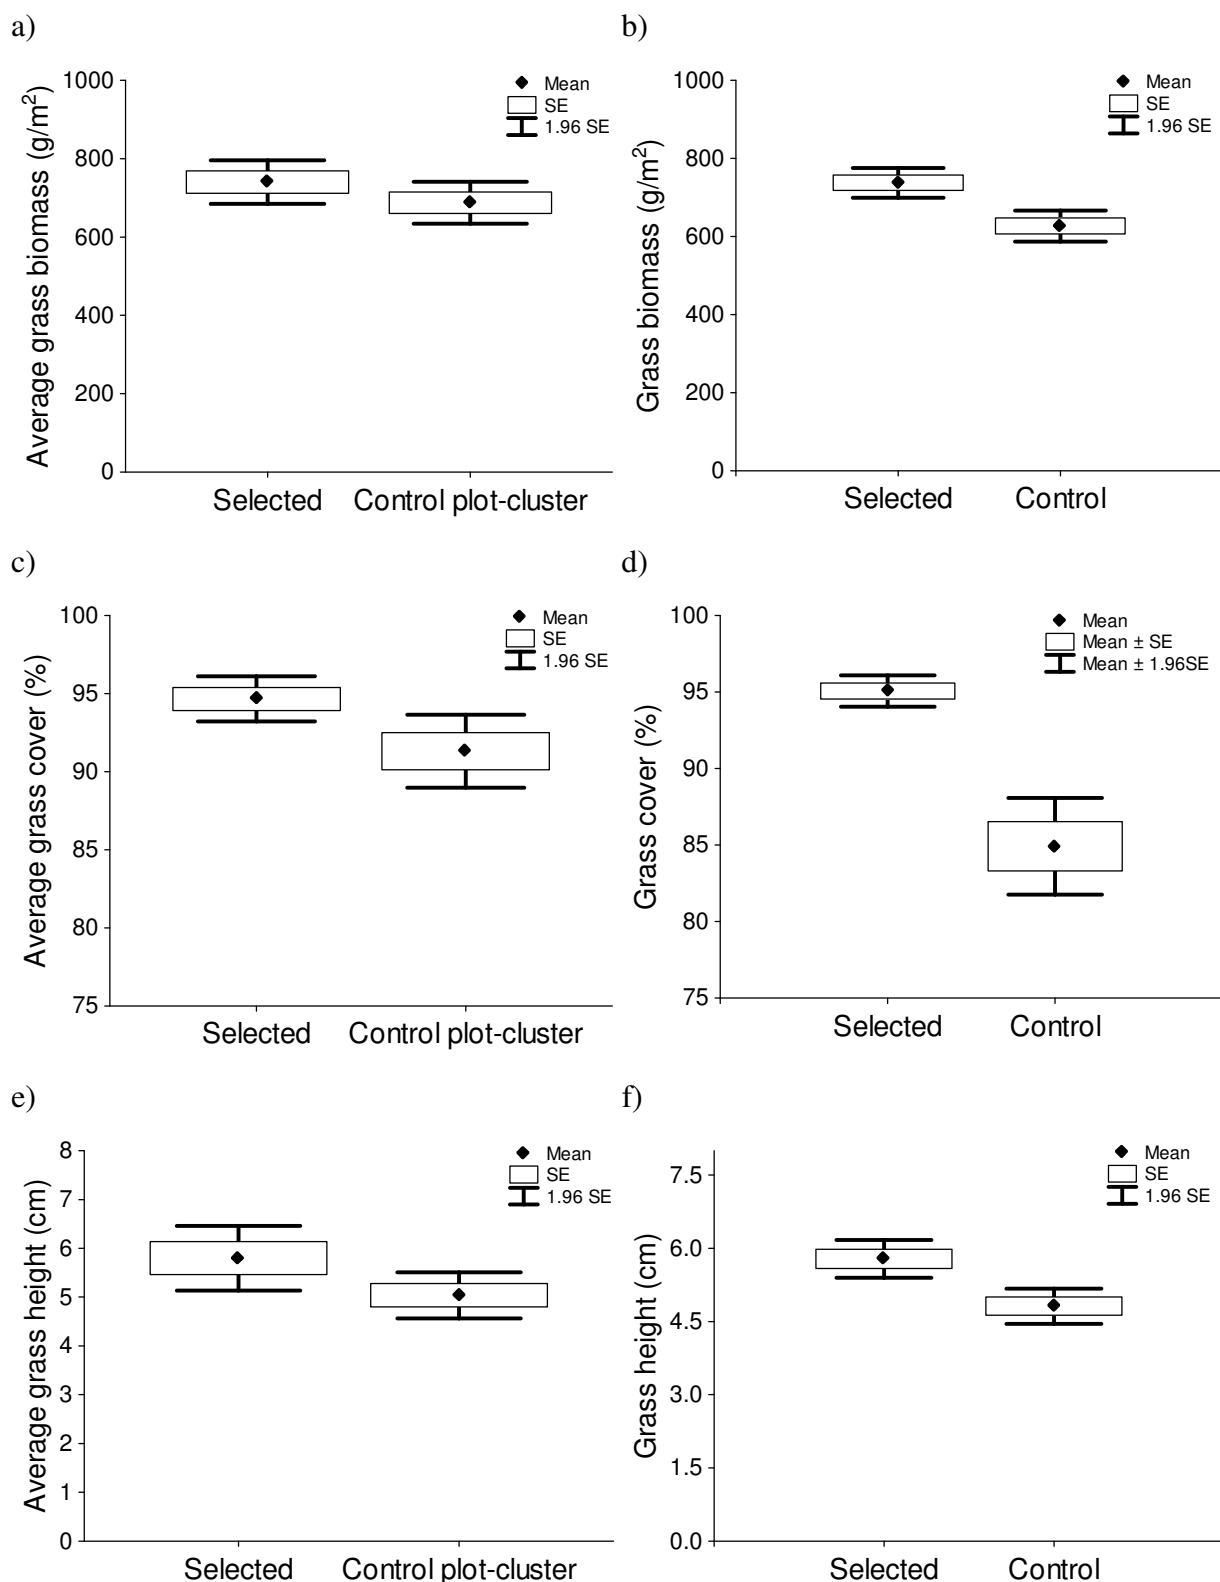 a)
Average grass biomass (g/m²)
1000
800
600
400
200
0
Mean
SE
1.96 SE
Selected
Control plot-cluster
b)
Grass biomass (g/m²)
1000
800
600
400
200
0
Mean
SE
1.96 SE
Selected
Control
c)
Average grass cover (%)
100
95
90
85
80
75
Mean
SE
1.96 SE
Selected
Control plot-cluster
d)
Grass cover (%)
100
95
90
85
80
75
Mean
Mean ± SE
Mean ± 1.96SE
Selected
Control
e)
Average grass height (cm)
8
7
6
5
4
3
2
1
0
Mean
SE
1.96 SE
Selected
Control plot-cluster
f)
Grass height (cm)
7.5
6.0
4.5
3.0
1.5
0.0
Mean
SE
1.96 SE
Selected
Control